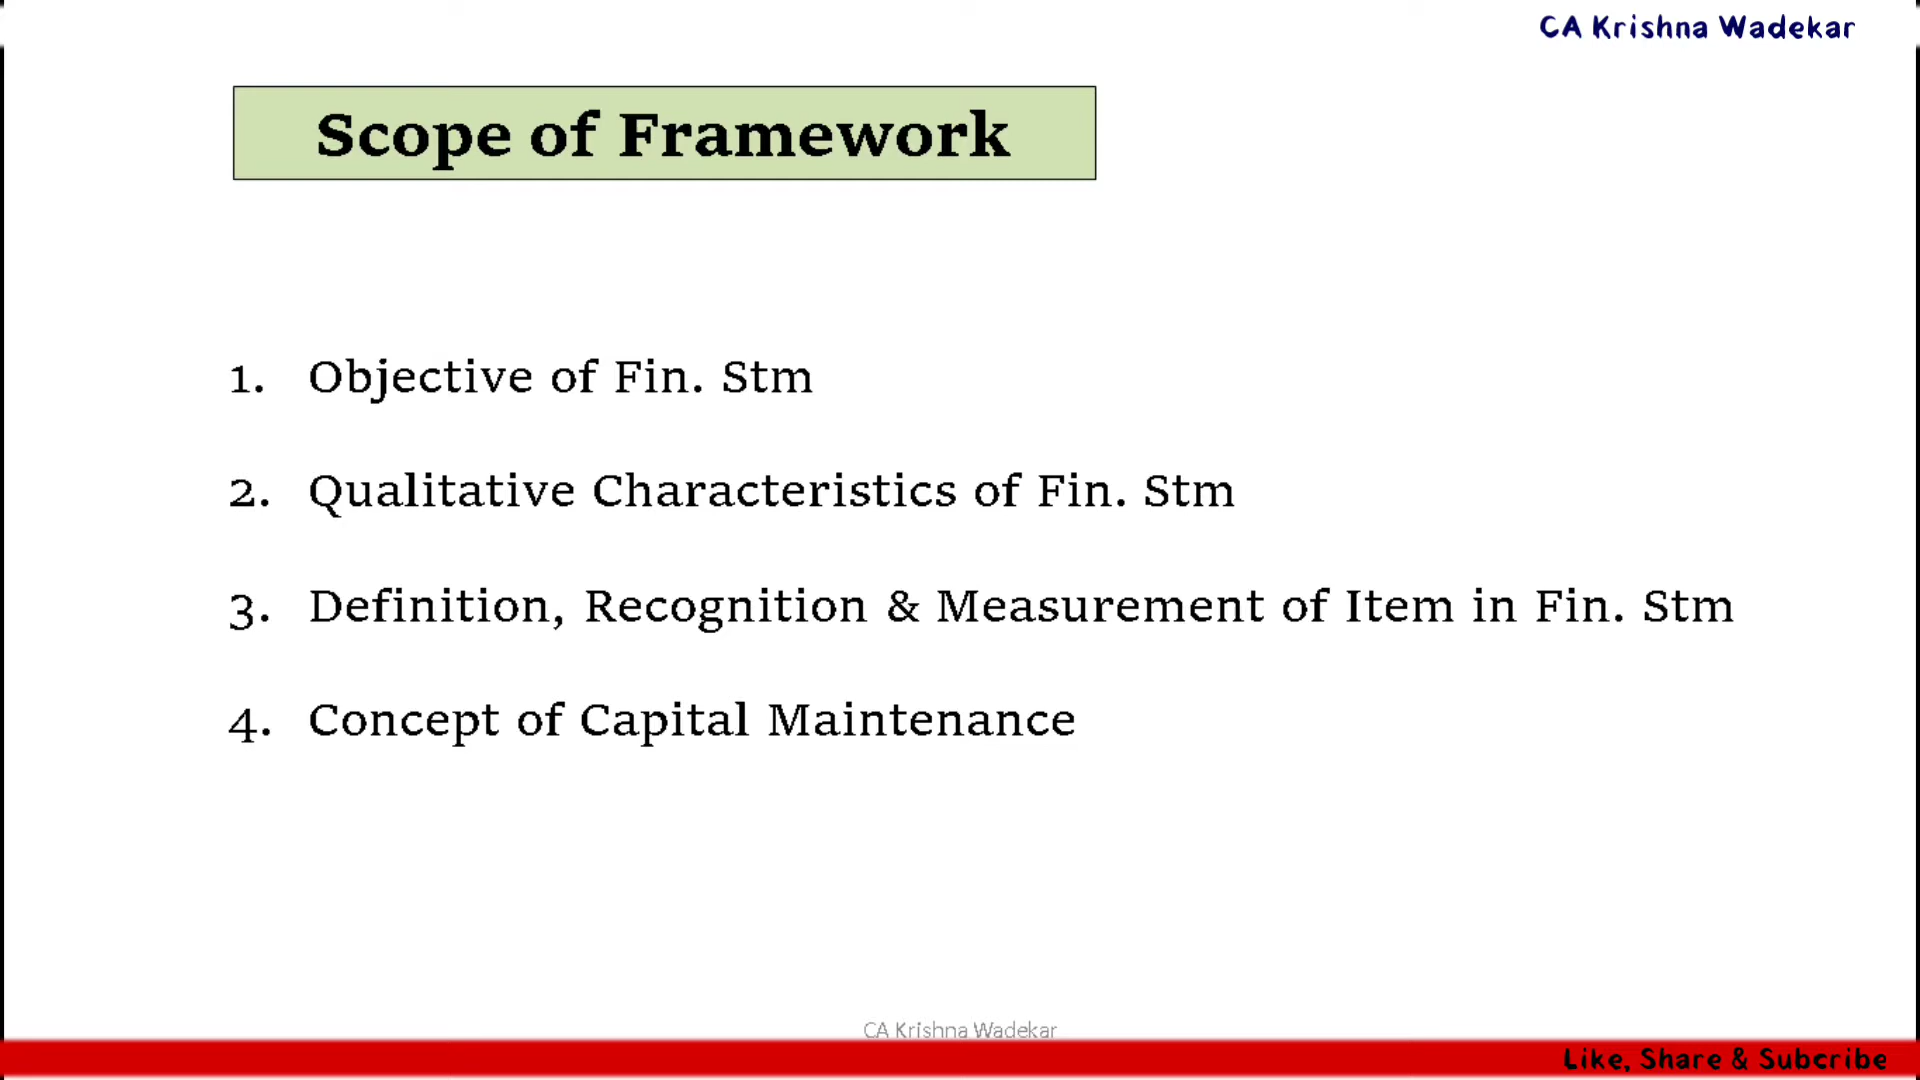 CA Krishna Wadekar
Scope of Framework
1. Objective of Fin. Stm
2. Qualitative Characteristics of Fin. Stm
3. Definition, Recognition & Measurement of Item in Fin. Stm
4. Concept of Capital Maintenance
CA Krishna Wadekar
Like, Share & Subcribe